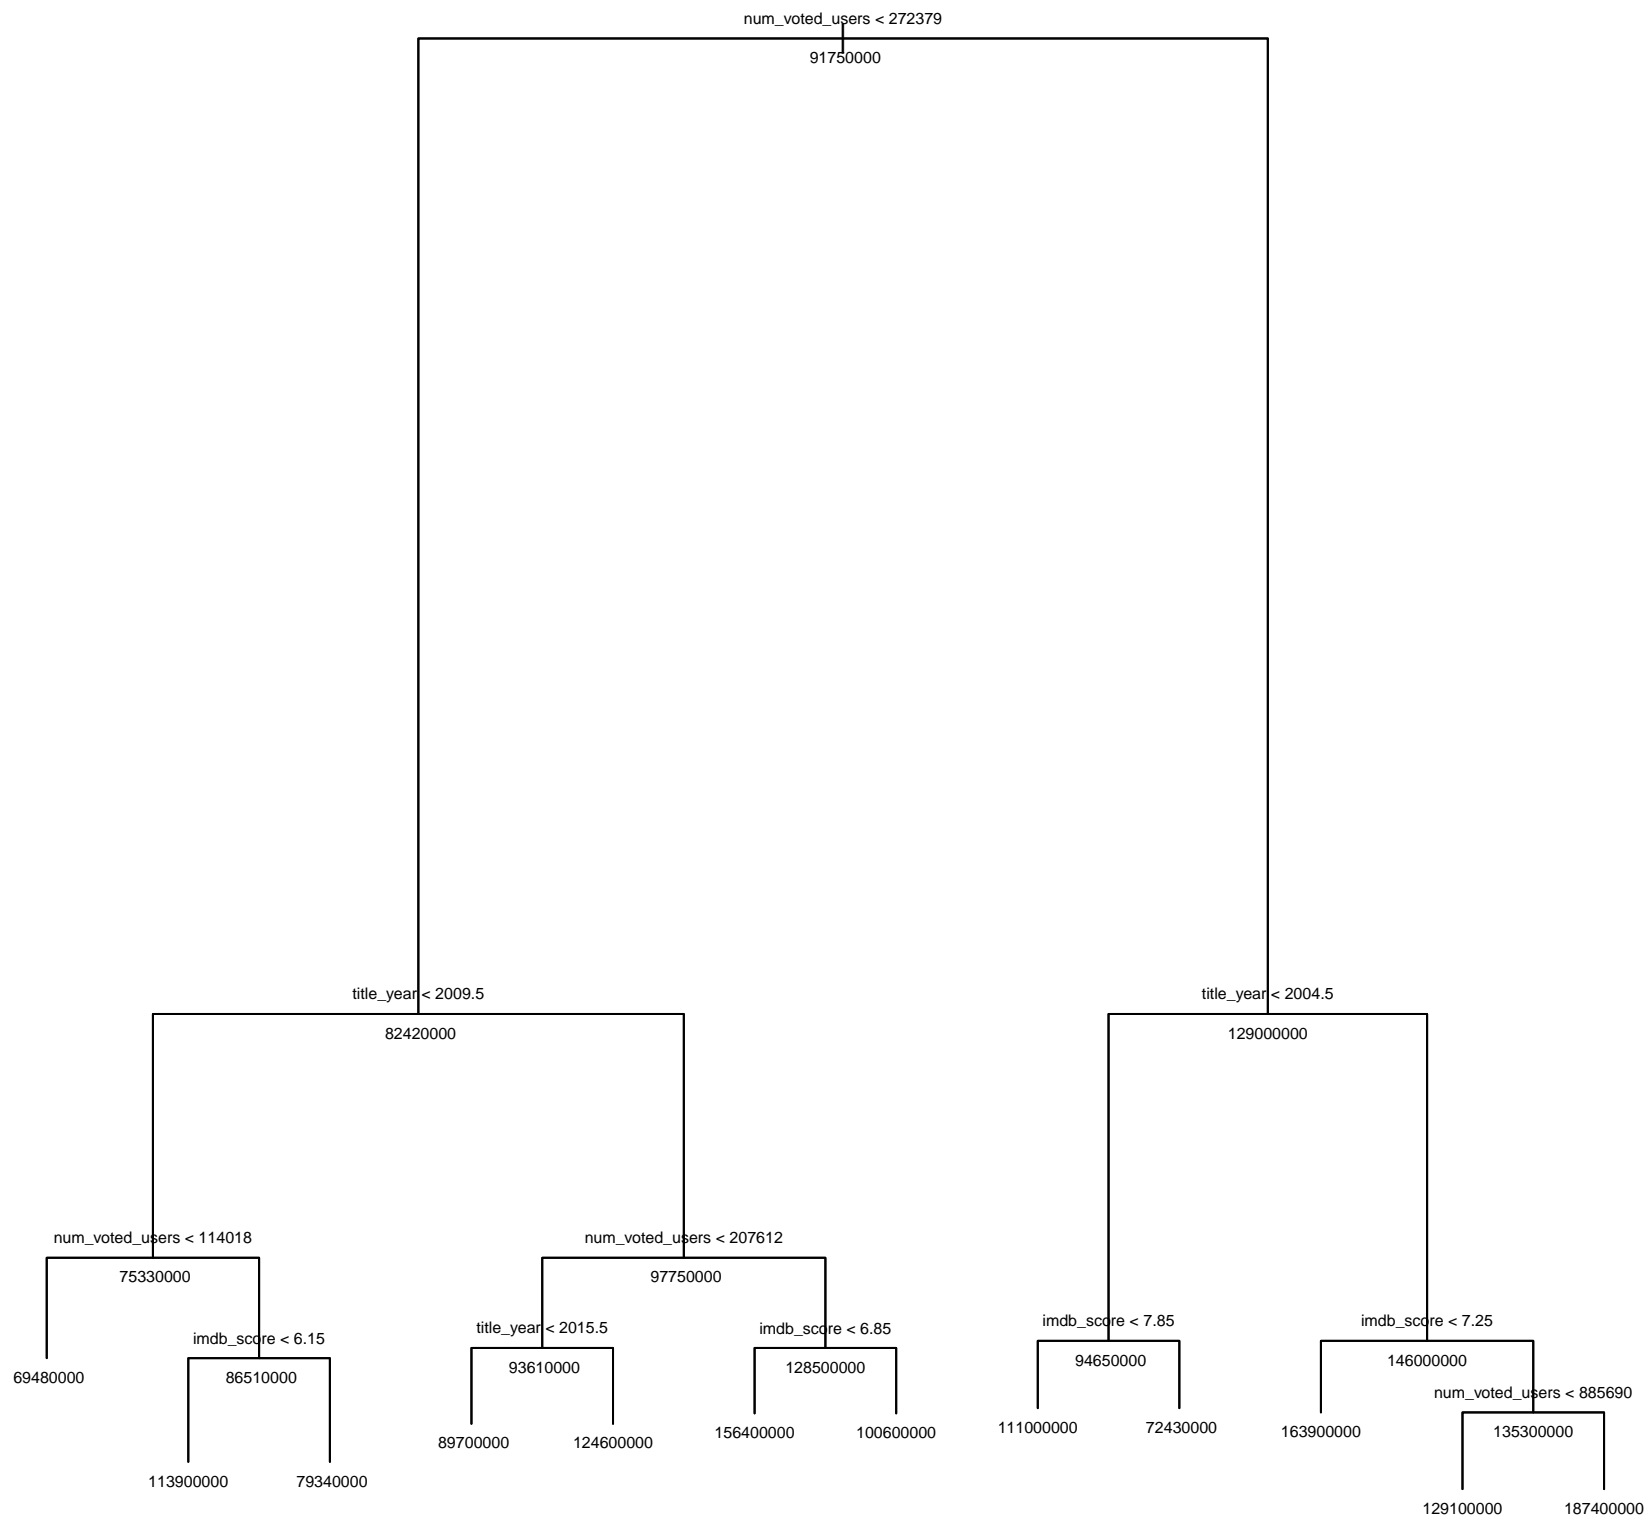 num_voted_users < 272379
91750000
title_year < 2009.5
title_year < 2004.5
82420000
129000000
num_voted_users < 114018
num_voted_users < 207612
75330000
97750000
imdb_score < 6.15
title_year < 2015.5
imdb_score < 6.85
imdb_score < 7.85
imdb_score < 7.25
69480000
86510000
93610000
128500000
94650000
146000000
num_voted_users < 885690
89700000
124600000
156400000
100600000
111000000
72430000
163900000
135300000
113900000
79340000
129100000
187400000